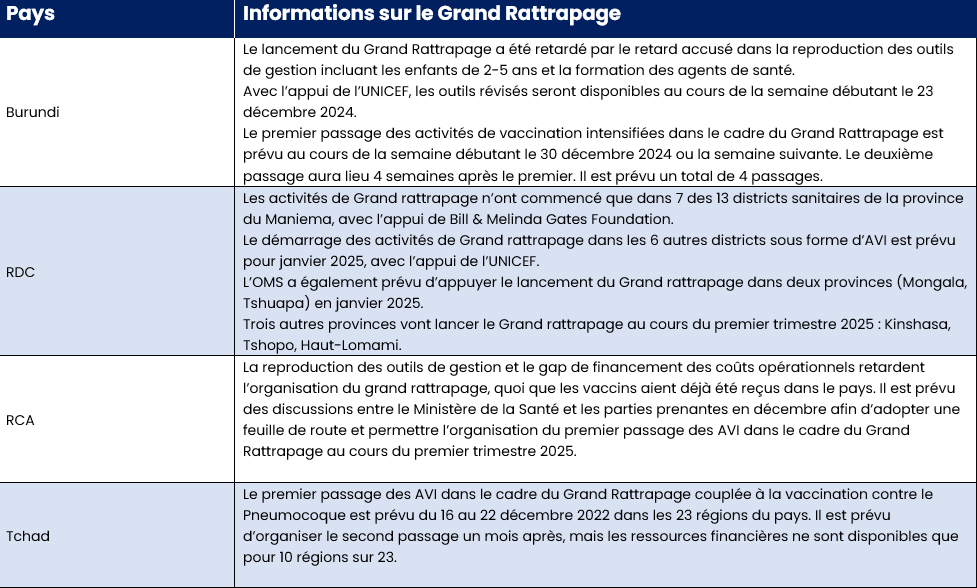 Pays
Informations sur le Grand Rattrapage
Burundi
Le lancement du Grand Rattrapage a été retardé par le retard accusé dans la reproduction des outils
de gestion incluant les enfants de 2-5 ans et la formation des agents de santé.
Avec l’appui de l’UNICEF, les outils révisés seront disponibles au cours de la semaine débutant le 23
décembre 2024.
Le premier passage des activités de vaccination intensifiées dans le cadre du Grand Rattrapage est
prévu au cours de la semaine débutant le 30 décembre 2024 ou la semaine suivante. Le deuxième
passage aura lieu 4 semaines après le premier. Il est prévu un total de 4 passages.
RDC
Les activités de Grand rattrapage n’ont commencé que dans 7 des 13 districts sanitaires de la province
du Maniema, avec l’appui de Bill & Melinda Gates Foundation.
Le démarrage des activités de Grand rattrapage dans les 6 autres districts sous forme d’AVI est prévu
pour janvier 2025, avec l’appui de l’UNICEF.
L’OMS a également prévu d’appuyer le lancement du Grand rattrapage dans deux provinces (Mongala,
Tshuapa) en janvier 2025.
Trois autres provinces vont lancer le Grand rattrapage au cours du premier trimestre 2025 : Kinshasa,
Tshopo, Haut-Lomami.
RCA
La reproduction des outils de gestion et le gap de financement des coûts opérationnels retardent
l’organisation du grand rattrapage, quoi que les vaccins aient déjà été reçus dans le pays. Il est prévu
des discussions entre le Ministère de la Santé et les parties prenantes en décembre afin d’adopter une
feuille de route et permettre l’organisation du premier passage des AVI dans le cadre du Grand
Rattrapage au cours du premier trimestre 2025.
Tchad
Le premier passage des AVI dans le cadre du Grand Rattrapage couplée à la vaccination contre le
Pneumocoque est prévu du 16 au 22 décembre 2022 dans les 23 régions du pays. Il est prévu
d’organiser le second passage un mois après, mais les ressources financières ne sont disponibles que
pour 10 régions sur 23.